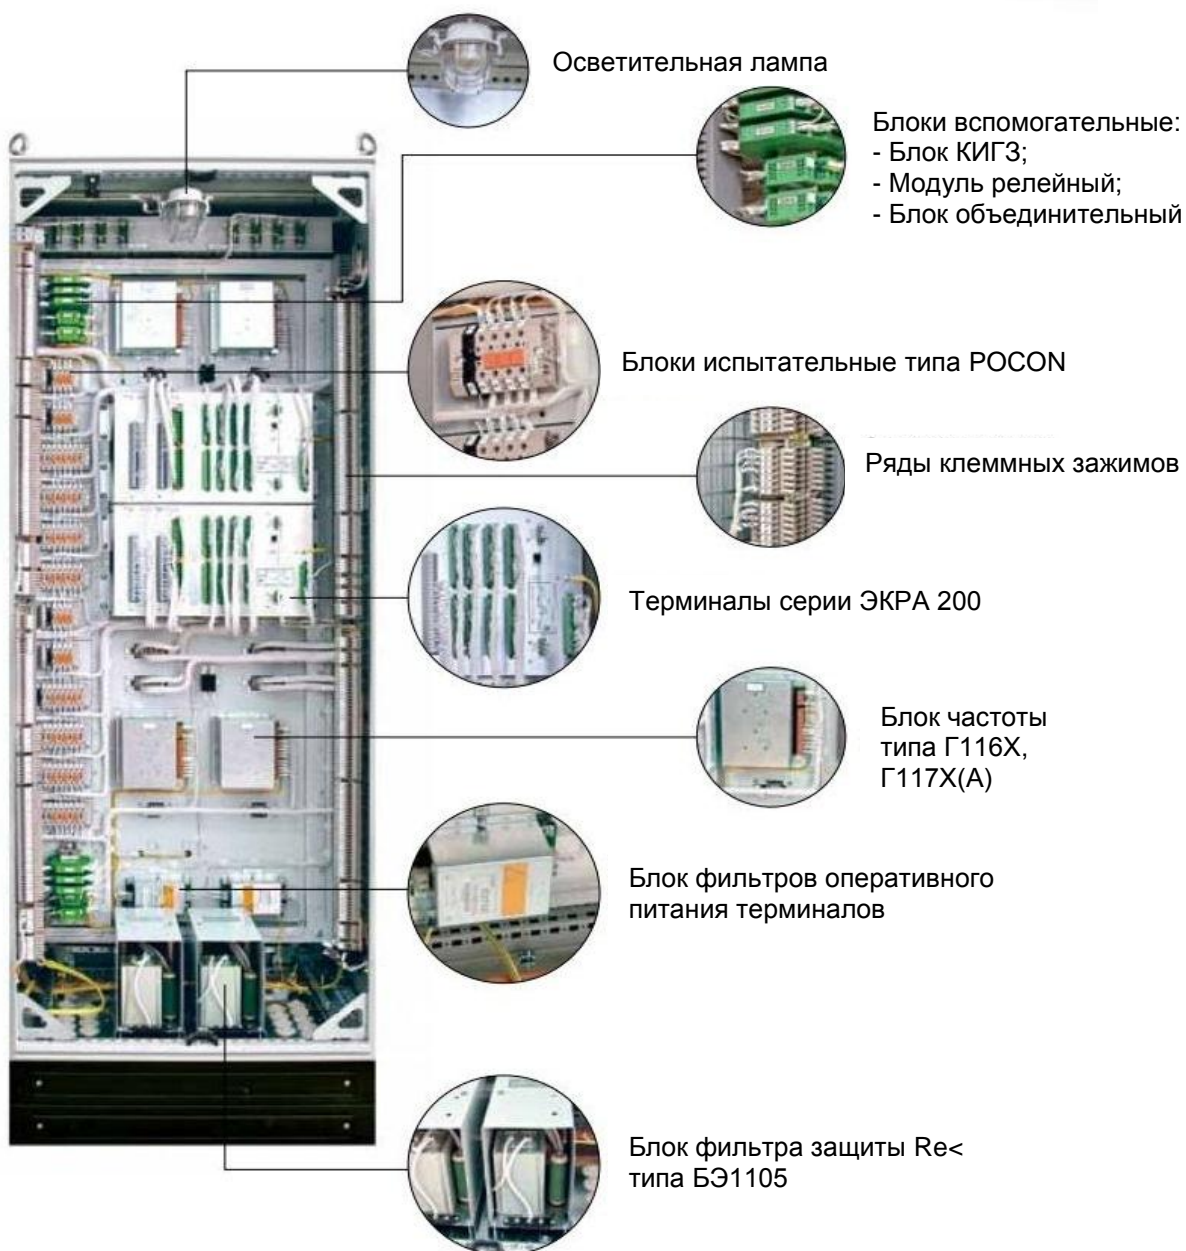 Осветительная лампа
Блоки вспомогательные:
- Блок КИГЗ;
- Модуль релейный;
- Блок объединительный
Блоки испытательные типа POCON
Ряды клеммных зажимов
Терминалы серии ЭКРА 200
Блок частоты
типа Г116Х,
Г117Х(А)
Блок фильтров оперативного
питания терминалов
Блок фильтра защиты Re<
типа БЭ1105